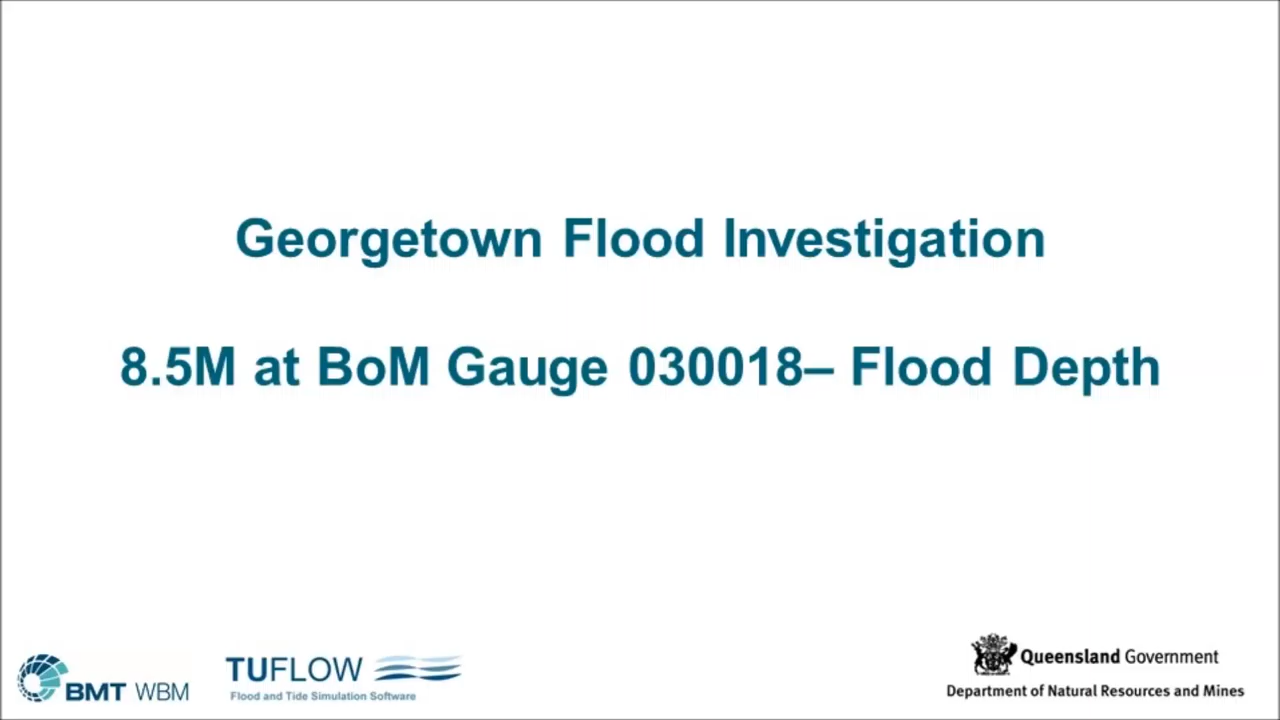 Georgetown Flood Investigation
8.5M at BoM Gauge 030018– Flood Depth
BMT WBM
TUFLOW
Flood and Tide Simulation Software
Queensland Government
Department of Natural Resources and Mines